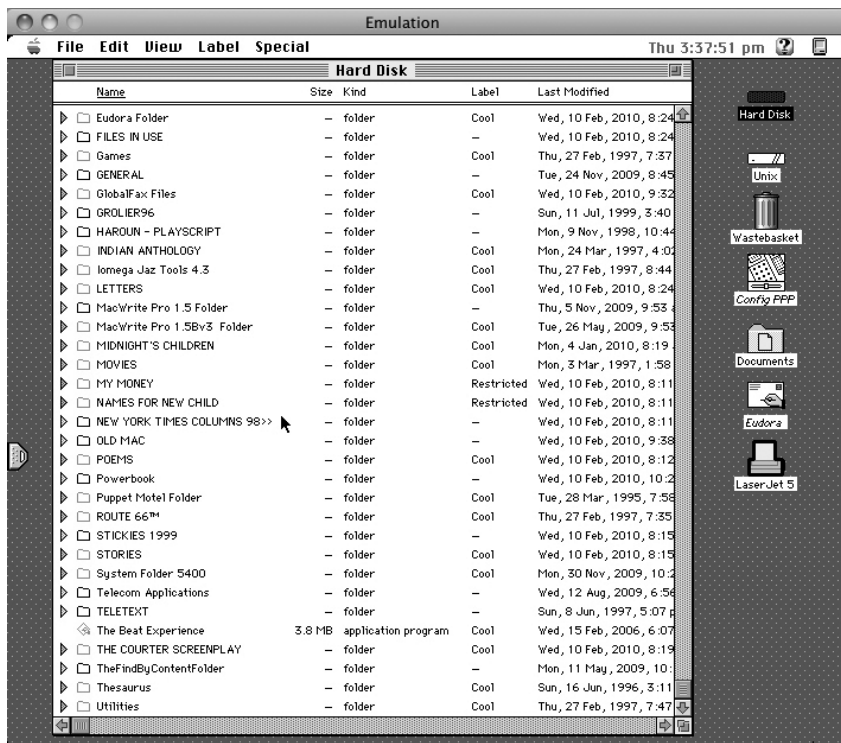 Emulation
File Edit View Label Special Thu 3:37:51 pm
Hard Disk
Name Size Kind Label Last Modified
Eudora Folder – folder Cool Wed, 10 Feb, 2010, 8:24
FILES IN USE – folder – Wed, 10 Feb, 2010, 8:24
Games – folder Cool Thu, 27 Feb, 1997, 7:37
GENERAL – folder – Tue, 24 Nov, 2009, 8:45
GlobalFax Files – folder Cool Wed, 10 Feb, 2010, 9:32
GROLIER96 – folder – Sun, 11 Jul, 1999, 3:40
HAROUN - PLAYSCRIPT – folder – Mon, 9 Nov, 1998, 10:44
INDIAN ANTHOLOGY – folder Cool Mon, 24 Mar, 1997, 4:02
Iomega Jaz Tools 4.3 – folder Cool Thu, 27 Feb, 1997, 8:44
LETTERS – folder Cool Wed, 10 Feb, 2010, 8:24
MacWrite Pro 1.5 Folder – folder – Thu, 5 Nov, 2009, 9:53
MacWrite Pro 1.5Bv3 Folder – folder Cool Tue, 26 May, 2009, 9:53
MIDNIGHT'S CHILDREN – folder Cool Mon, 4 Jan, 2010, 8:19
MOVIES – folder Cool Mon, 3 Mar, 1997, 1:58
MY MONEY – folder Restricted Wed, 10 Feb, 2010, 8:11
NAMES FOR NEW CHILD – folder Restricted Wed, 10 Feb, 2010, 8:11
NEW YORK TIMES COLUMNS 98>> – folder – Wed, 10 Feb, 2010, 8:11
OLD MAC – folder – Wed, 10 Feb, 2010, 9:38
POEMS – folder Cool Wed, 10 Feb, 2010, 8:12
Powerbook – folder – Wed, 10 Feb, 2010, 10:2
Puppet Motel Folder – folder Cool Tue, 28 Mar, 1995, 7:58
ROUTE 66™ – folder Cool Thu, 27 Feb, 1997, 7:35
STICKIES 1999 – folder – Wed, 10 Feb, 2010, 8:15
STORIES – folder Cool Wed, 10 Feb, 2010, 8:15
System Folder 5400 – folder Cool Mon, 30 Nov, 2009, 10:2
Telecom Applications – folder – Wed, 12 Aug, 2009, 6:56
TELETEXT – folder – Sun, 8 Jun, 1997, 5:07 p
The Beat Experience 3.8 MB application program Cool Wed, 15 Feb, 2006, 6:07
THE COURTER SCREENPLAY – folder Cool Wed, 10 Feb, 2010, 8:19
TheFindByContentFolder – folder – Mon, 11 May, 2009, 10:
Thesaurus – folder Cool Sun, 16 Jun, 1996, 3:11
Utilities – folder Cool Thu, 27 Feb, 1997, 7:47
Hard Disk
Unix
Wastebasket
Config PPP
Documents
Eudora
LaserJet 5